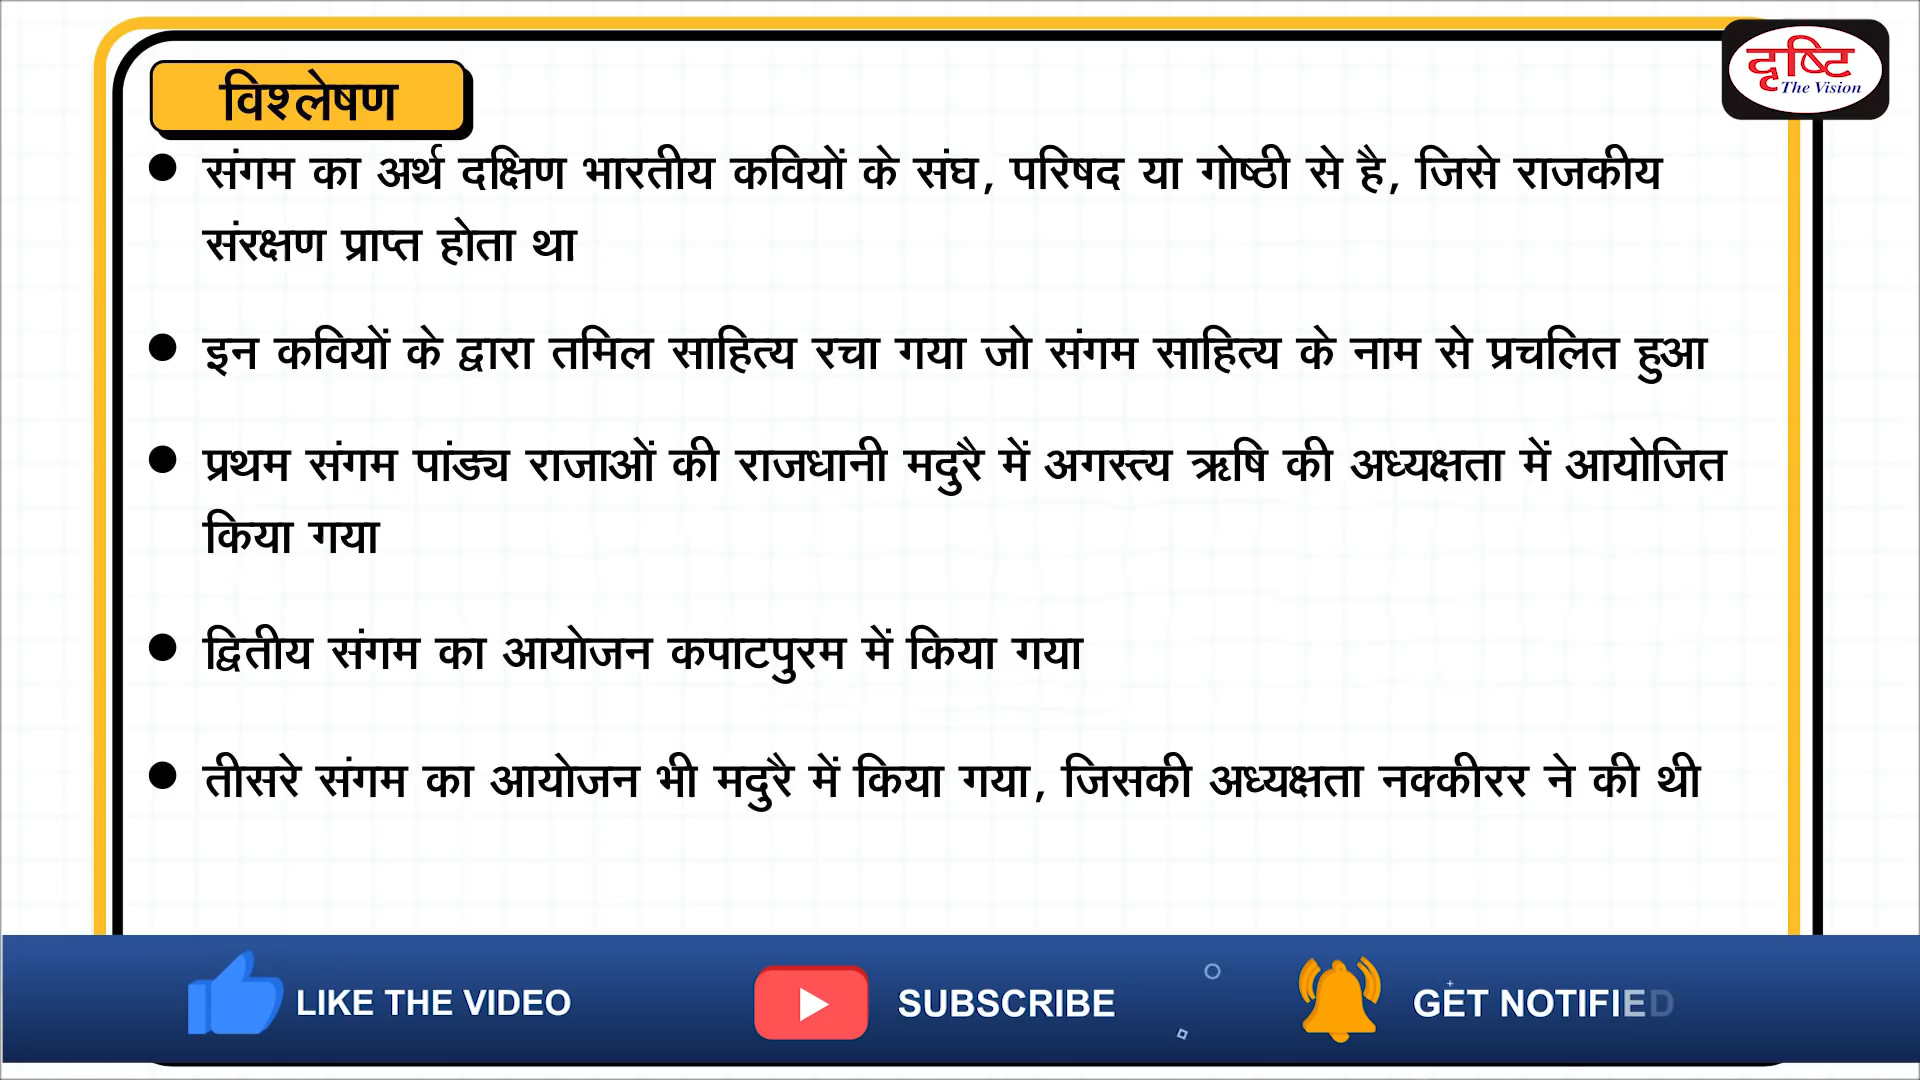 दृष्टि
The Vision
विश्लेषण
● संगम का अर्थ दक्षिण भारतीय कवियों के संघ, परिषद या गोष्ठी से है, जिसे राजकीय
संरक्षण प्राप्त होता था
● इन कवियों के द्वारा तमिल साहित्य रचा गया जो संगम साहित्य के नाम से प्रचलित हुआ
● प्रथम संगम पांड्य राजाओं की राजधानी मदुरै में अगस्त्य ऋषि की अध्यक्षता में आयोजित
किया गया
● द्वितीय संगम का आयोजन कपाटपुरम में किया गया
● तीसरे संगम का आयोजन भी मदुरै में किया गया, जिसकी अध्यक्षता नक्कीरर ने की थी
LIKE THE VIDEO SUBSCRIBE GET NOTIFIED